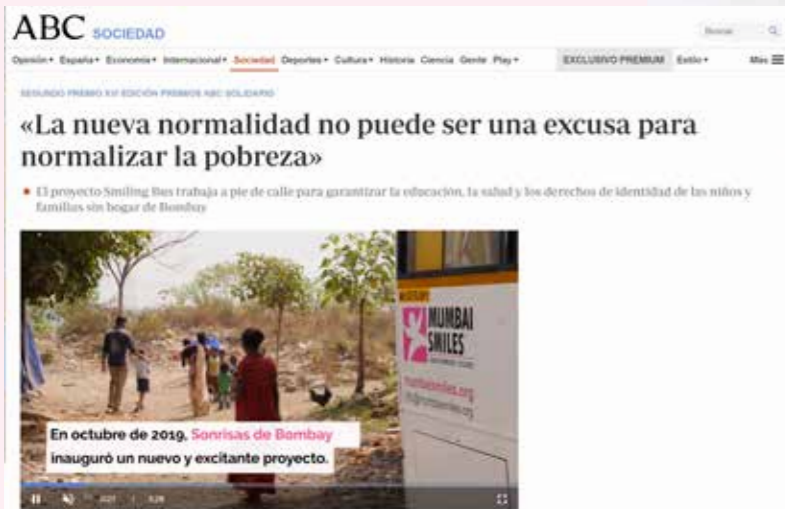 ABC SOCIEDAD
Buscar
Opinión España Economía Internacional Sociedad Deportes Cultura Historia Ciencia Gente Play EXCLUSIVO PREMIUM Estilo Más
SEGUNDO PREMIO XVI EDICIÓN PREMIOS ABC SOLIDARIO
«La nueva normalidad no puede ser una excusa para
normalizar la pobreza»
El proyecto Smiling Bus trabaja a pie de calle para garantizar la educación, la salud y los derechos de identidad de las niños y
familias sin hogar de Bombay
MUMBAI
SMILES
mumbaismiles.org
En octubre de 2019, Sonrisas de Bombay
inauguró un nuevo y excitante proyecto.